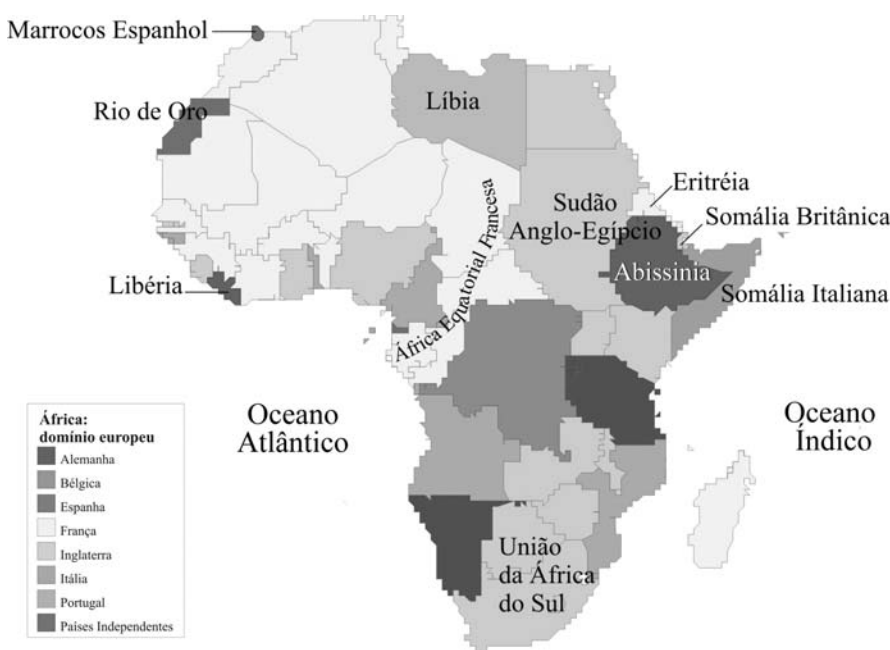 Marrocos Espanhol
Rio de Oro
Líbia
Eritréia
Sudão
Anglo-Egípcio
Somália Britânica
Abissinia
Somália Italiana
Libéria
África Equatorial Francesa
Oceano
Atlântico
Oceano
Índico
União
da África
do Sul
África:
domínio europeu
Alemanha
Bélgica
Espanha
França
Inglaterra
Itália
Portugal
Países Independentes